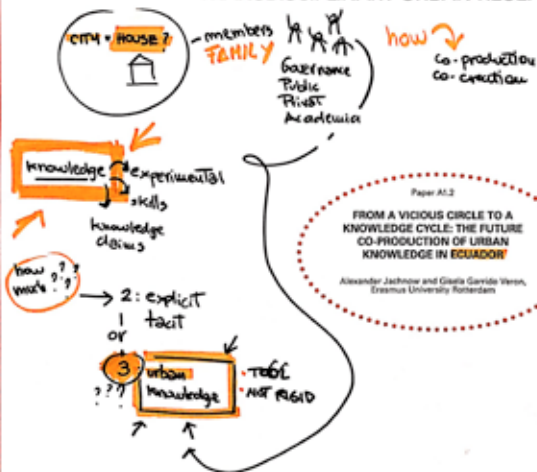 CITY = HOUSE?
- members
FAMILY
Governance
Public
Privat
Academia
how
co-production
co-creation
knowledge
experimental
skills
knowledge
claims
how
much???
2: explicit
tacit
or
3
???
urban
knowledge
• TOOL
• NOT RIGID
Paper A1.2
FROM A VICIOUS CIRCLE TO A
KNOWLEDGE CYCLE: THE FUTURE
CO-PRODUCTION OF URBAN
KNOWLEDGE IN ECUADOR
Alexander Jachnow and Gisela Garrido Veron,
Erasmus University Rotterdam